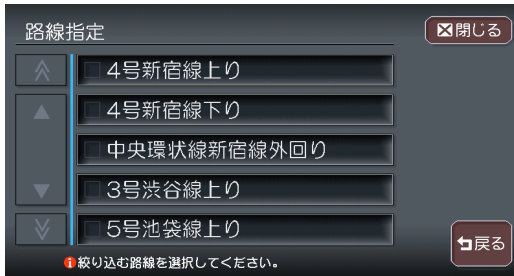 路線指定
閉じる
4号新宿線上り
4号新宿線下り
中央環状線新宿線外回り
3号渋谷線上り
5号池袋線上り
戻る
絞り込む路線を選択してください。